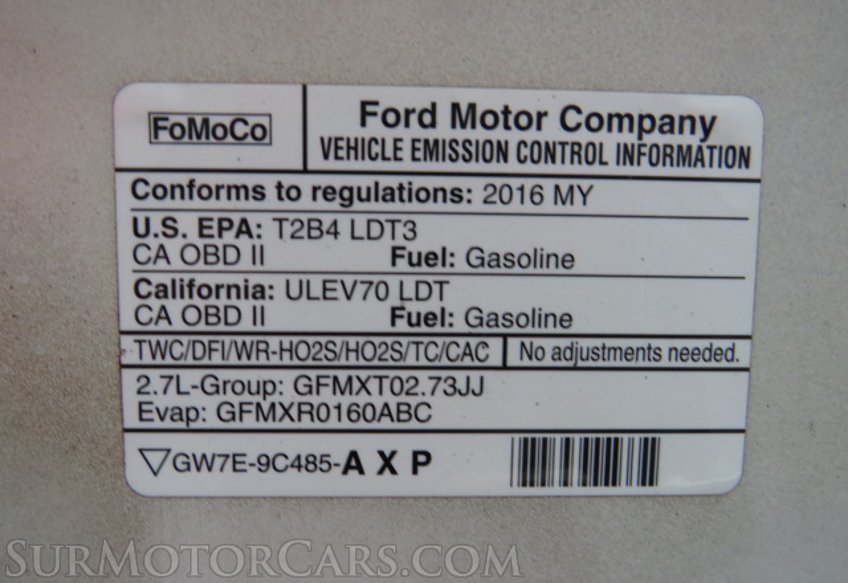 FoMoCo
Ford Motor Company
VEHICLE EMISSION CONTROL INFORMATION
Conforms to regulations: 2016 MY
U.S. EPA: T2B4 LDT3
CA OBD II Fuel: Gasoline
California: ULEV70 LDT
CA OBD II Fuel: Gasoline
TWC/DFI/WR-HO2S/HO2S/TC/CAC No adjustments needed.
2.7L-Group: GFMXT02.73JJ
Evap: GFMXR0160ABC
GW7E-9C485-A X P
SURMOTORCARS.COM